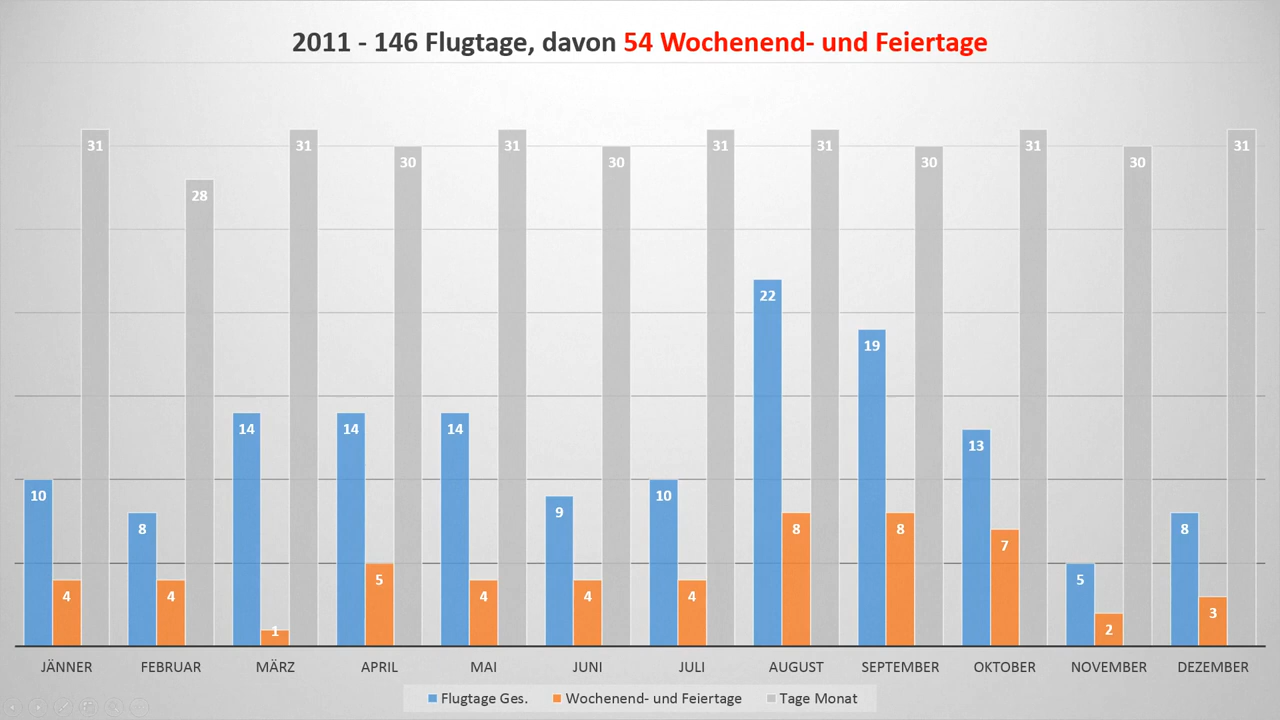 2011 - 146 Flugtage, davon 54 Wochenend- und Feiertage
31 31 31 31 31 31 31
30 30 30 30
28
22
19
14 14 14
13
10 10
9
8 8 8 8
7
5 5
4 4 4 4 4
3
2
1
JÄNNER FEBRUAR MÄRZ APRIL MAI JUNI JULI AUGUST SEPTEMBER OKTOBER NOVEMBER DEZEMBER
Flugtage Ges. Wochenend- und Feiertage Tage Monat